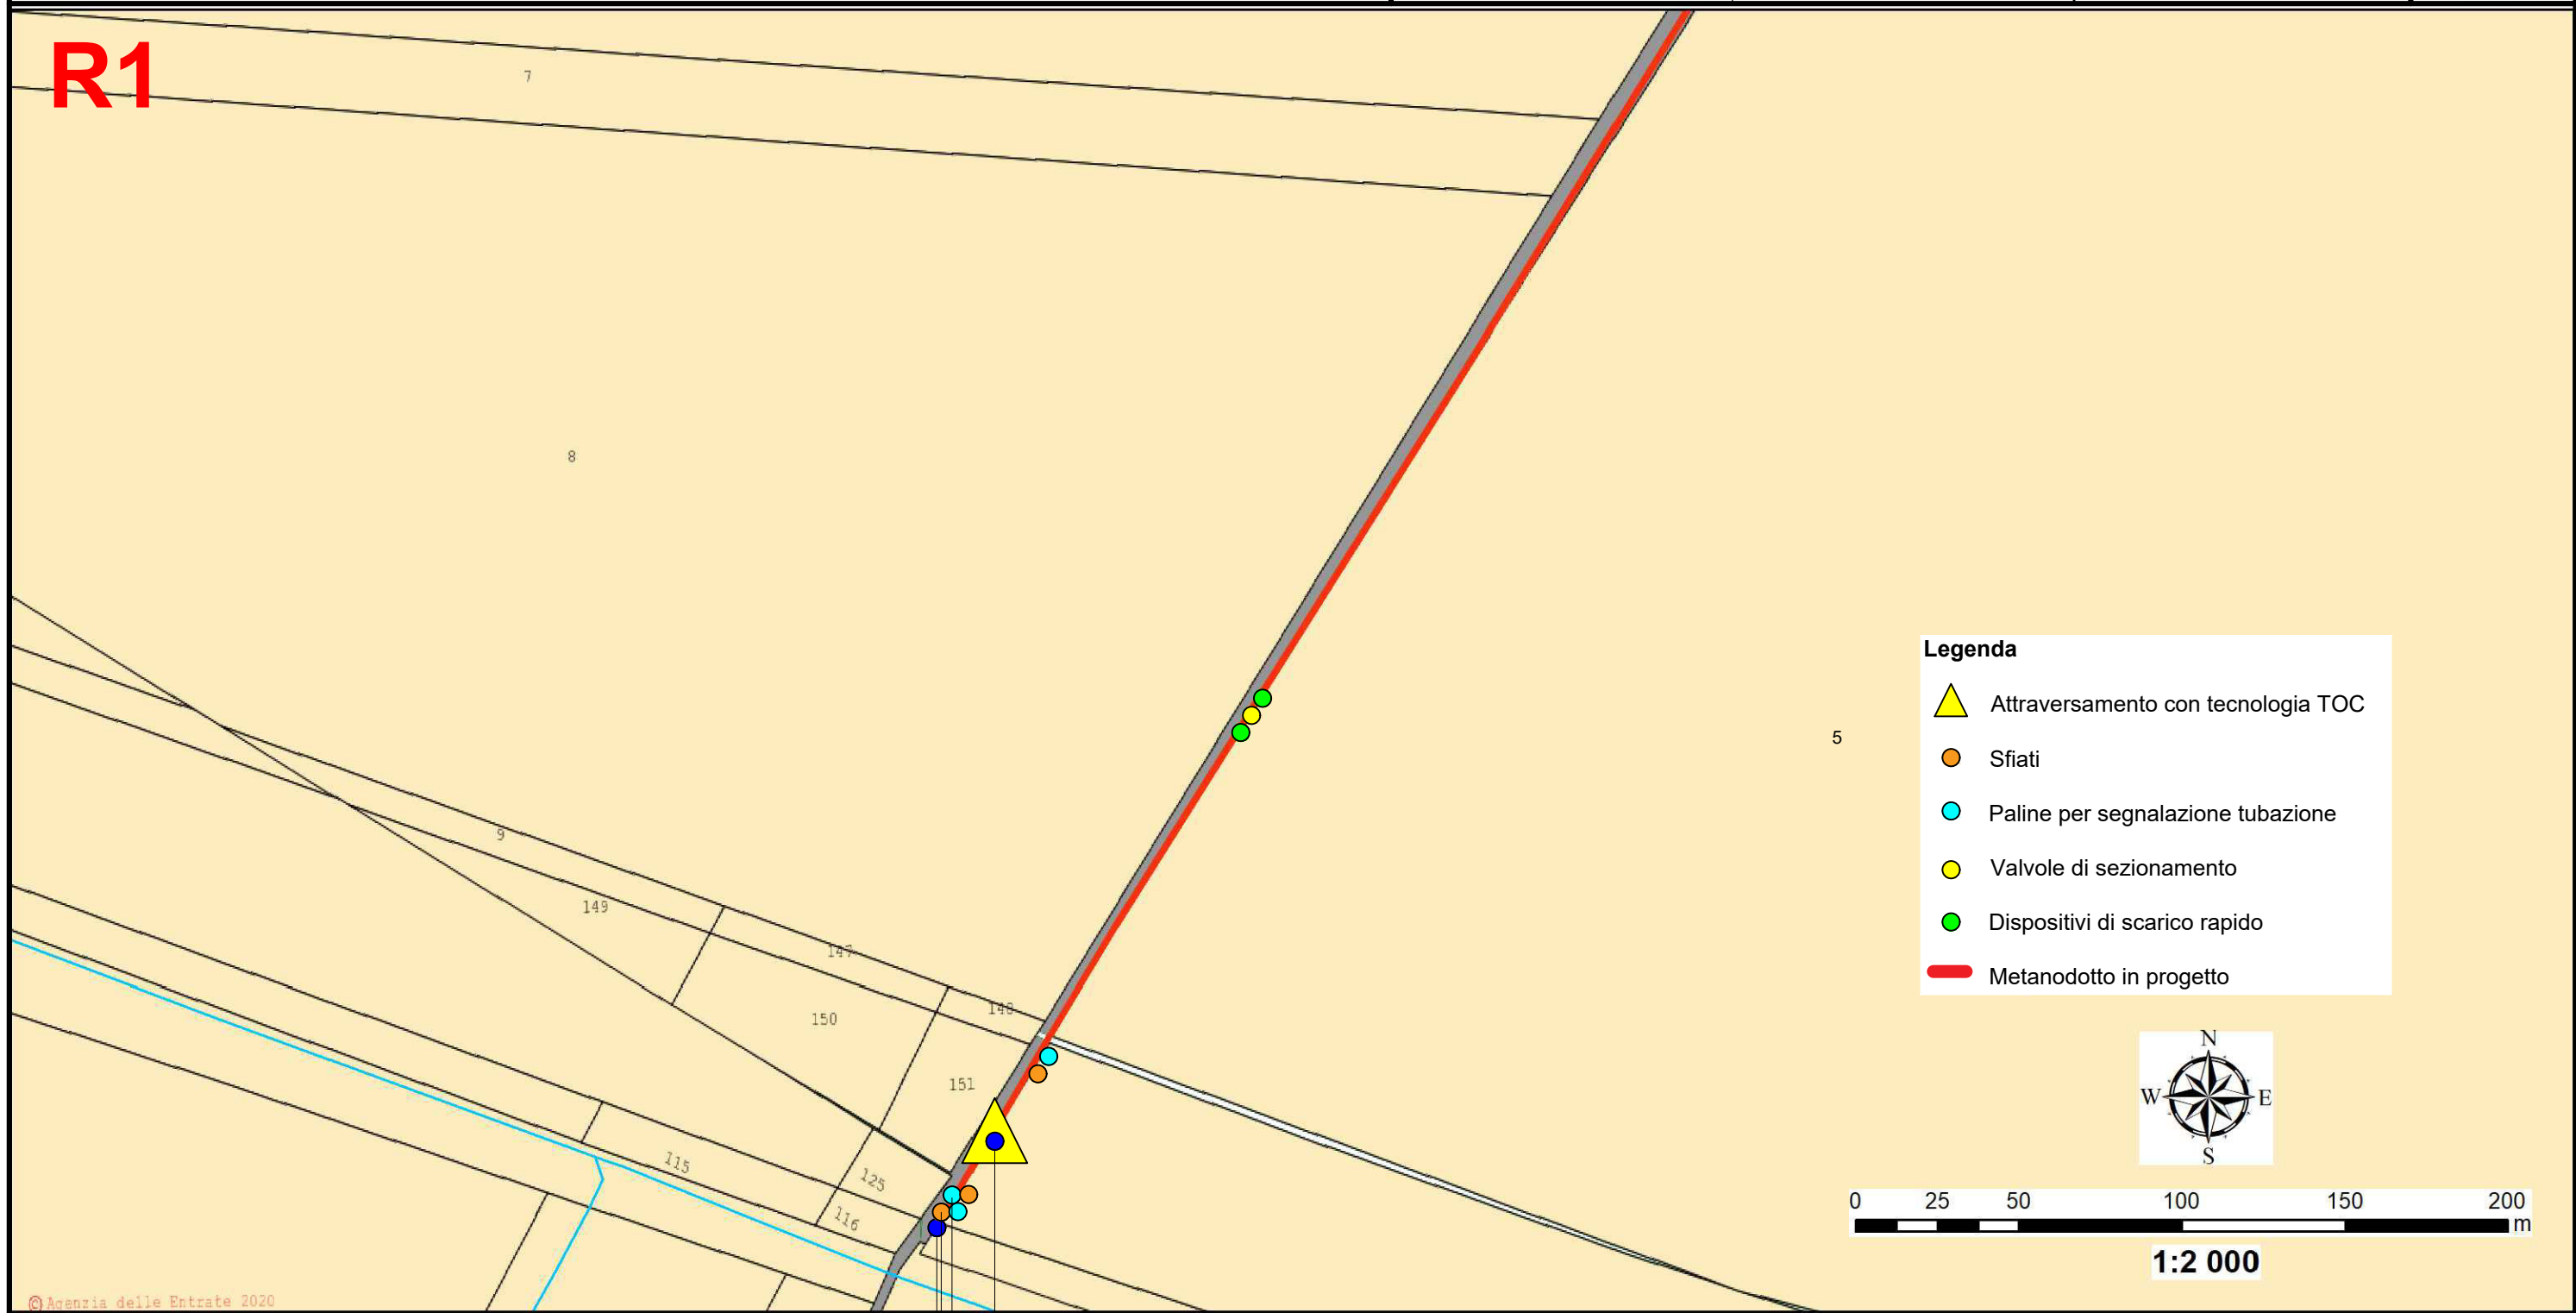 R1
7
8
5
9
149
147
148
150
151
115
125
116
Legenda
Attraversamento con tecnologia TOC
Sfiati
Paline per segnalazione tubazione
Valvole di sezionamento
Dispositivi di scarico rapido
Metanodotto in progetto
N
W E
S
0 25 50 100 150 200
m
1:2 000
© Agenzia delle Entrate 2020